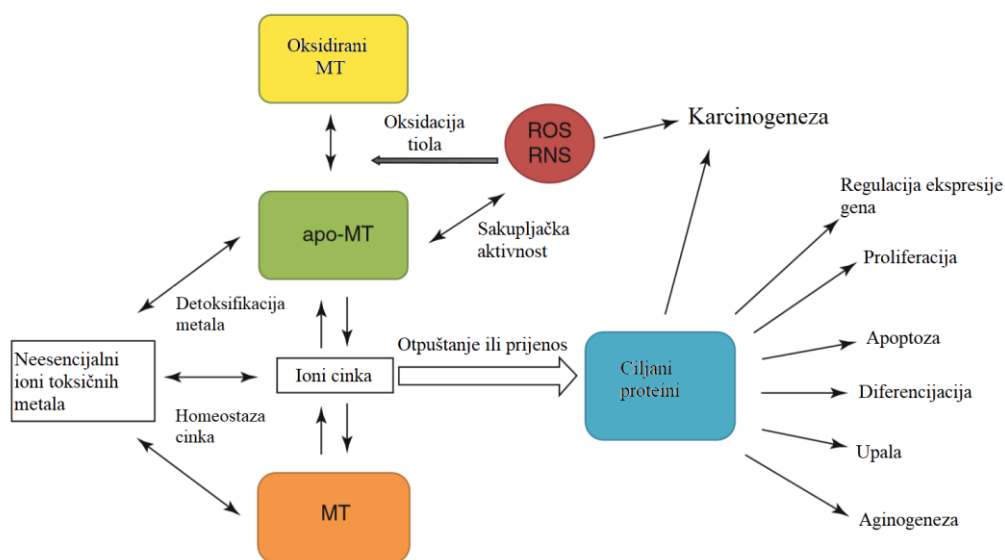 Oksidirani
MT
Oksidacija
tiola
ROS
RNS
Karcinogeneza
apo-MT
Sakupljačka
aktivnost
Regulacija ekspresije
gena
Proliferacija
Detoksifikacija
metala
Neesencijalni
ioni toksičnih
metala
Ioni cinka
Otpuštanje ili prijenos
Ciljani
proteini
Apoptoza
Diferencijacija
Homeostaza
cinka
Upala
MT
Aginogeneza